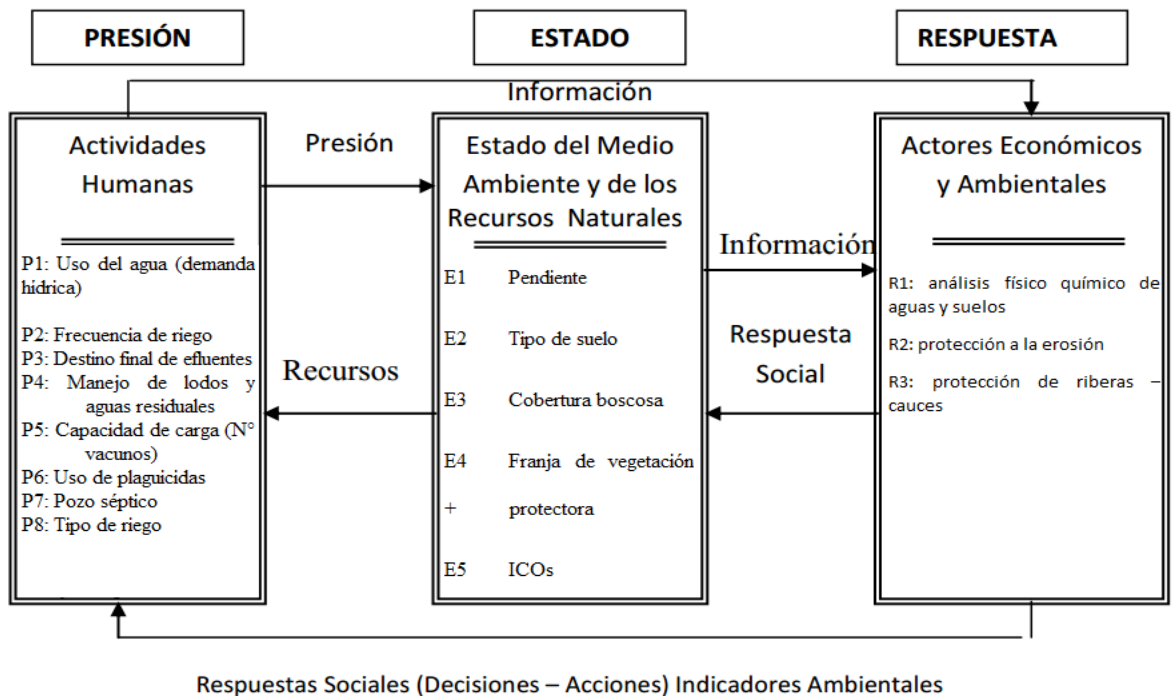 PRESIÓN
ESTADO
RESPUESTA
Información
Actividades
Humanas
P1: Uso del agua (demanda
hídrica)
P2: Frecuencia de riego
P3: Destino final de efluentes
P4: Manejo de lodos y
aguas residuales
P5: Capacidad de carga (N°
vacunos)
P6: Uso de plaguicidas
P7: Pozo séptico
P8: Tipo de riego
Presión
Recursos
Estado del Medio
Ambiente y de los
Recursos Naturales
E1 Pendiente
E2 Tipo de suelo
E3 Cobertura boscosa
E4 Franja de vegetación
+ protectora
E5 ICOs
Información
Respuesta
Social
Actores Económicos
y Ambientales
R1: análisis físico químico de
aguas y suelos
R2: protección a la erosión
R3: protección de riberas –
cauces
Respuestas Sociales (Decisiones – Acciones) Indicadores Ambientales